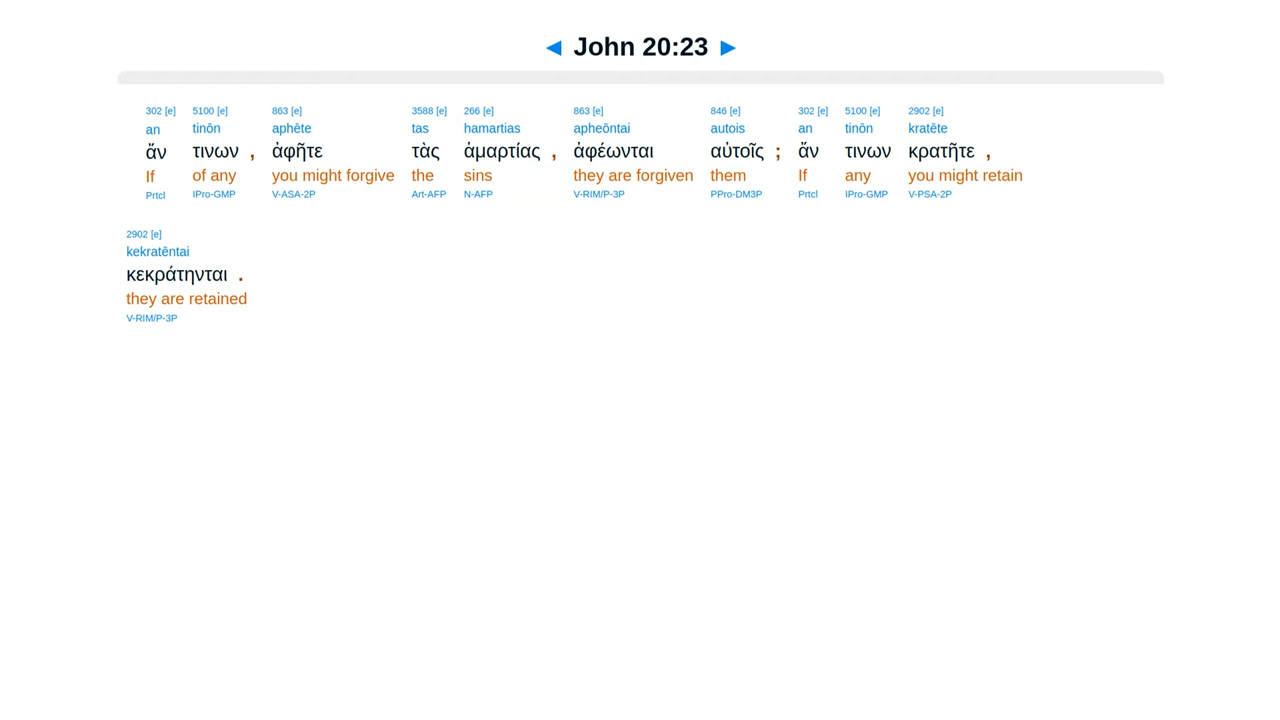 ◄ John 20:23 ►
302 [e] 5100 [e] 863 [e] 3588 [e] 266 [e] 863 [e] 846 [e] 302 [e] 5100 [e] 2902 [e]
an tinōn aphēte tas hamartias apheōntai autois an tinōn kratēte
ἄν τινων , ἀφῆτε τὰς ἁμαρτίας , ἀφέωνται αὐτοῖς ; ἄν τινων κρατῆτε ,
If of any you might forgive the sins they are forgiven them If any you might retain
Prtcl IPro-GMP V-ASA-2P Art-AFP N-AFP V-RIM/P-3P PPro-DM3P Prtcl IPro-GMP V-PSA-2P
2902 [e]
kekratēntai
κεκράτηνται .
they are retained
V-RIM/P-3P